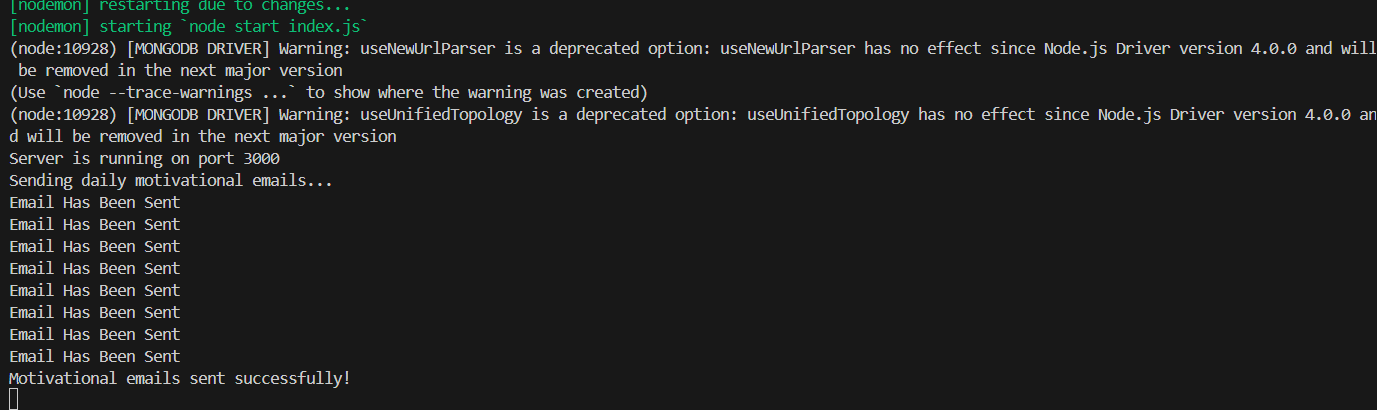 [nodemon] restarting due to changes...
[nodemon] starting `node start index.js`
(node:10928) [MONGODB DRIVER] Warning: useNewUrlParser is a deprecated option: useNewUrlParser has no effect since Node.js Driver version 4.0.0 and will
be removed in the next major version
(Use `node --trace-warnings ...` to show where the warning was created)
(node:10928) [MONGODB DRIVER] Warning: useUnifiedTopology is a deprecated option: useUnifiedTopology has no effect since Node.js Driver version 4.0.0 an
d will be removed in the next major version
Server is running on port 3000
Sending daily motivational emails...
Email Has Been Sent
Email Has Been Sent
Email Has Been Sent
Email Has Been Sent
Email Has Been Sent
Email Has Been Sent
Email Has Been Sent
Email Has Been Sent
Motivational emails sent successfully!